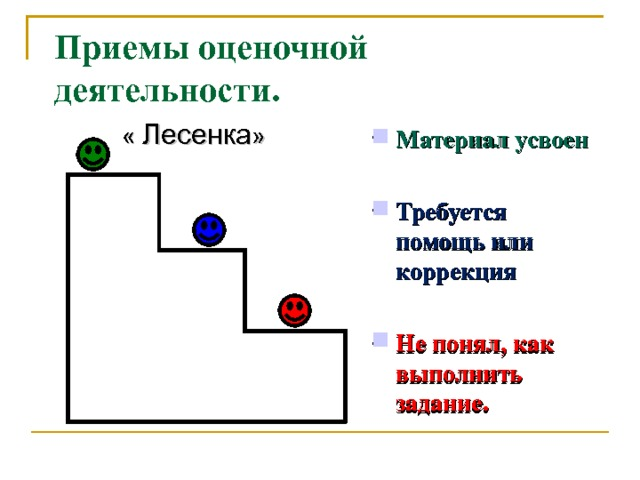 Приемы оценочной
деятельности.
« Лесенка»
Материал усвоен
Требуется
помощь или
коррекция
Не понял, как
выполнить
задание.